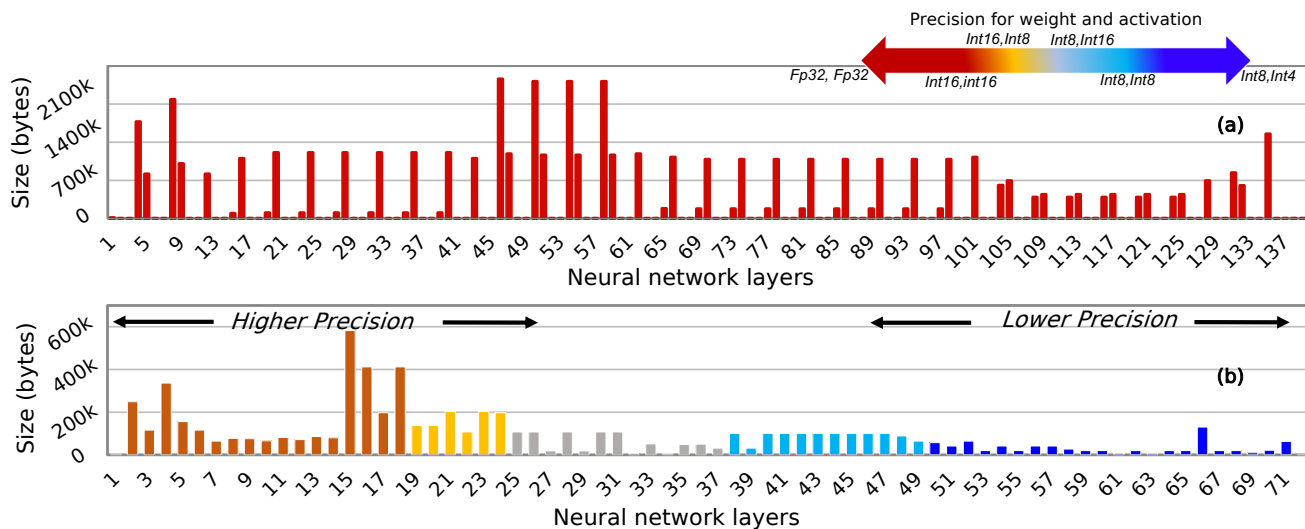 Precision for weight and activation
Int16,Int8 Int8,Int16
Fp32, Fp32 Int16,int16 Int8,Int8 Int8,Int4
Size (bytes)
2100k
1400k
700k
0
(a)
1 5 9 13 17 21 25 29 33 37 41 45 49 53 57 61 65 69 73 77 81 85 89 93 97 101 105 109 113 117 121 125 129 133 137
Neural network layers
Higher Precision Lower Precision
Size (bytes)
600k
400k
200k
0
(b)
1 3 5 7 9 11 13 15 17 19 21 23 25 27 29 31 33 35 37 39 41 43 45 47 49 51 53 55 57 59 61 63 65 67 69 71
Neural network layers